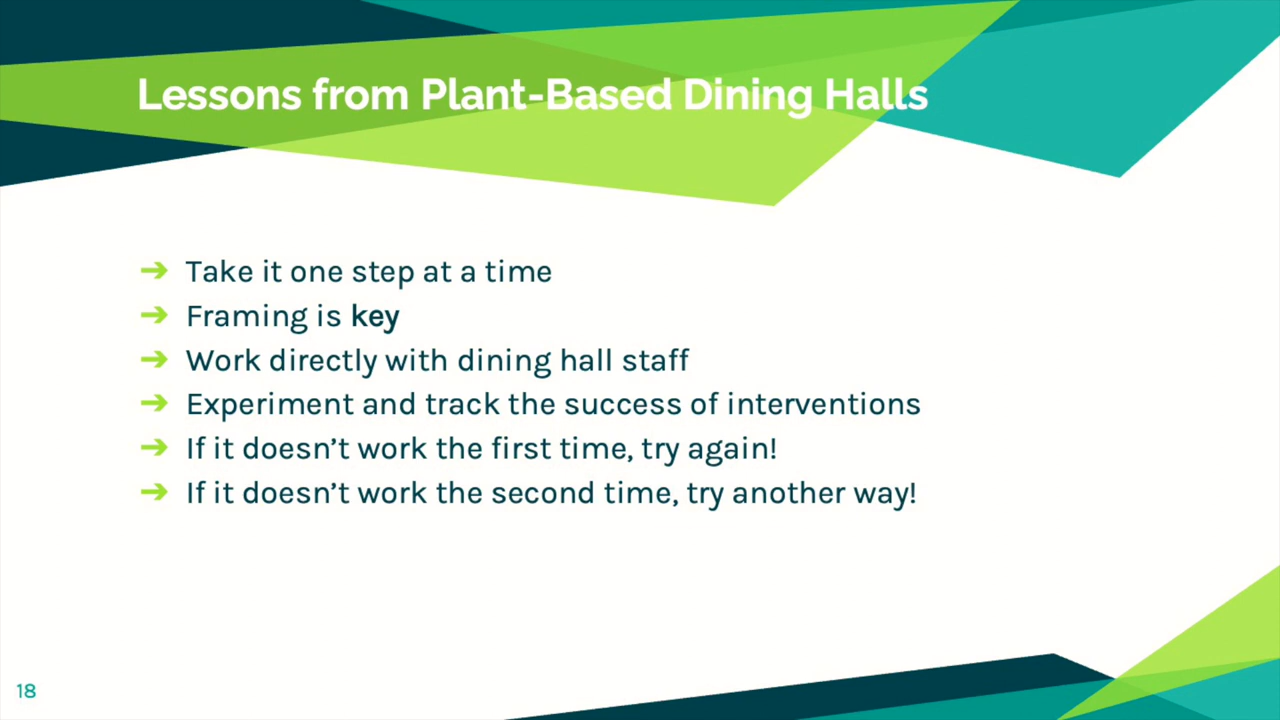 Lessons from Plant-Based Dining Halls
➔ Take it one step at a time
➔ Framing is key
➔ Work directly with dining hall staff
➔ Experiment and track the success of interventions
➔ If it doesn’t work the first time, try again!
➔ If it doesn’t work the second time, try another way!
18